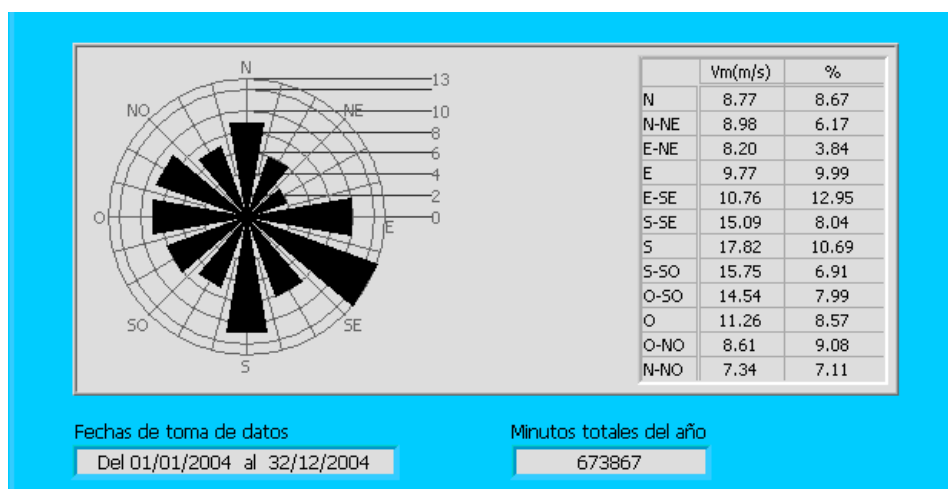 N
13
NO
NE
10
8
6
4
2
O
E
0
SO
SE
S
Vm(m/s) %
N 8.77 8.67
N-NE 8.98 6.17
E-NE 8.20 3.84
E 9.77 9.99
E-SE 10.76 12.95
S-SE 15.09 8.04
S 17.82 10.69
S-SO 15.75 6.91
O-SO 14.54 7.99
O 11.26 8.57
O-NO 8.61 9.08
N-NO 7.34 7.11
Fechas de toma de datos
Del 01/01/2004 al 32/12/2004
Minutos totales del año
673867